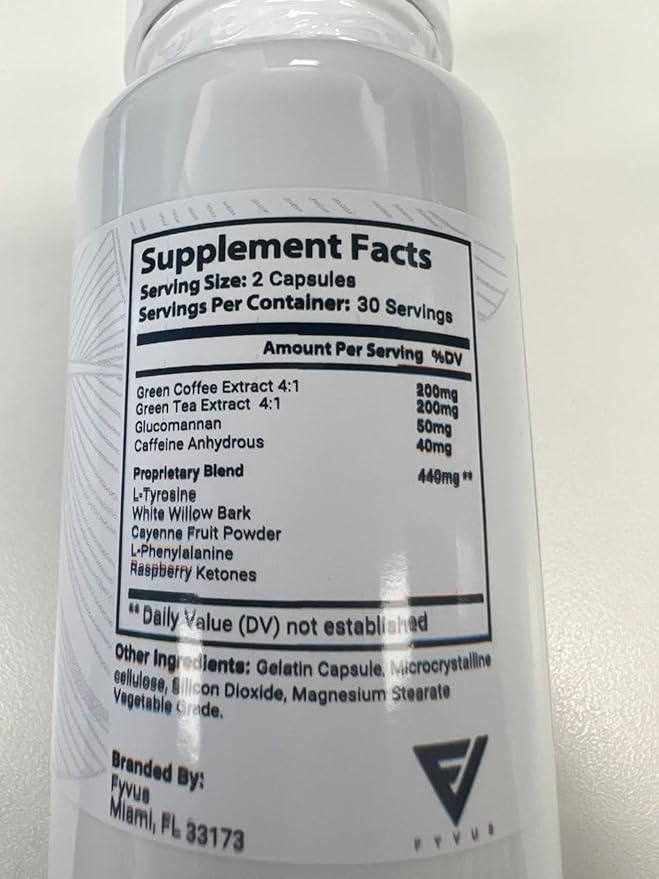 Supplement Facts
Serving Size: 2 Capsules
Servings Per Container: 30 Servings
Amount Per Serving %DV
Green Coffee Extract 4:1 200mg
Green Tea Extract 4:1 200mg
Glucomannan 50mg
Caffeine Anhydrous 40mg
Proprietary Blend 440mg **
L-Tyrosine
White Willow Bark
Cayenne Fruit Powder
L-Phenylalanine
Raspberry Ketones
** Daily Value (DV) not established
Other Ingredients: Gelatin Capsule, Microcrystalline
cellulose, Silicon Dioxide, Magnesium Stearate
Vegetable Grade.
Branded By:
Fyvus
Miami, FL 33173
FYVUS